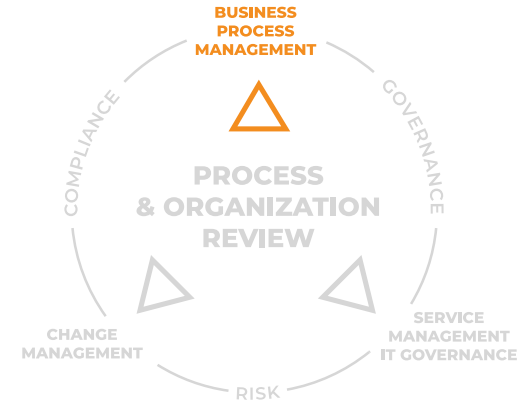 BUSINESS
PROCESS
MANAGEMENT
COMPLIANCE
GOVERNANCE
PROCESS
& ORGANIZATION
REVIEW
CHANGE
MANAGEMENT
SERVICE
MANAGEMENT
IT GOVERNANCE
RISK